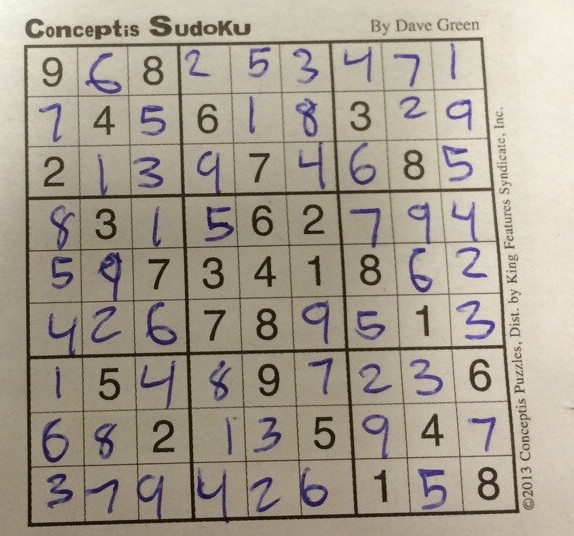 Conceptis SudoKu By Dave Green
9 6 8 2 5 3 4 7 1
7 4 5 6 1 8 3 2 9
2 1 3 9 7 4 6 8 5
8 3 1 5 6 2 7 9 4
5 9 7 3 4 1 8 6 2
4 2 6 7 8 9 5 1 3
1 5 4 8 9 7 2 3 6
6 8 2 1 3 5 9 4 7
3 7 9 4 2 6 1 5 8
©2013 Conceptis Puzzles, Dist. by King Features Syndicate, Inc.